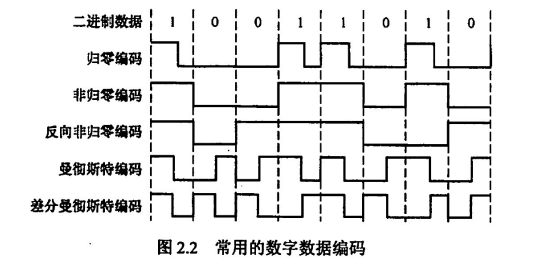 二进制数据 1 0 0 1 1 0 1 0
归零编码
非归零编码
反向非归零编码
曼彻斯特编码
差分曼彻斯特编码
图 2.2 常用的数字数据编码